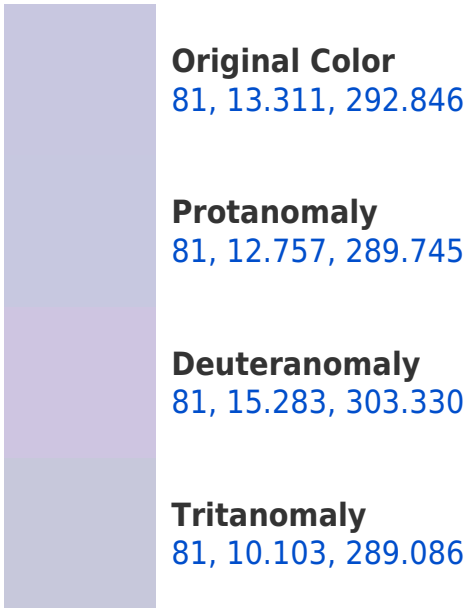 Original Color
81, 13.311, 292.846
Protanomaly
81, 12.757, 289.745
Deuteranomaly
81, 15.283, 303.330
Tritanomaly
81, 10.103, 289.086